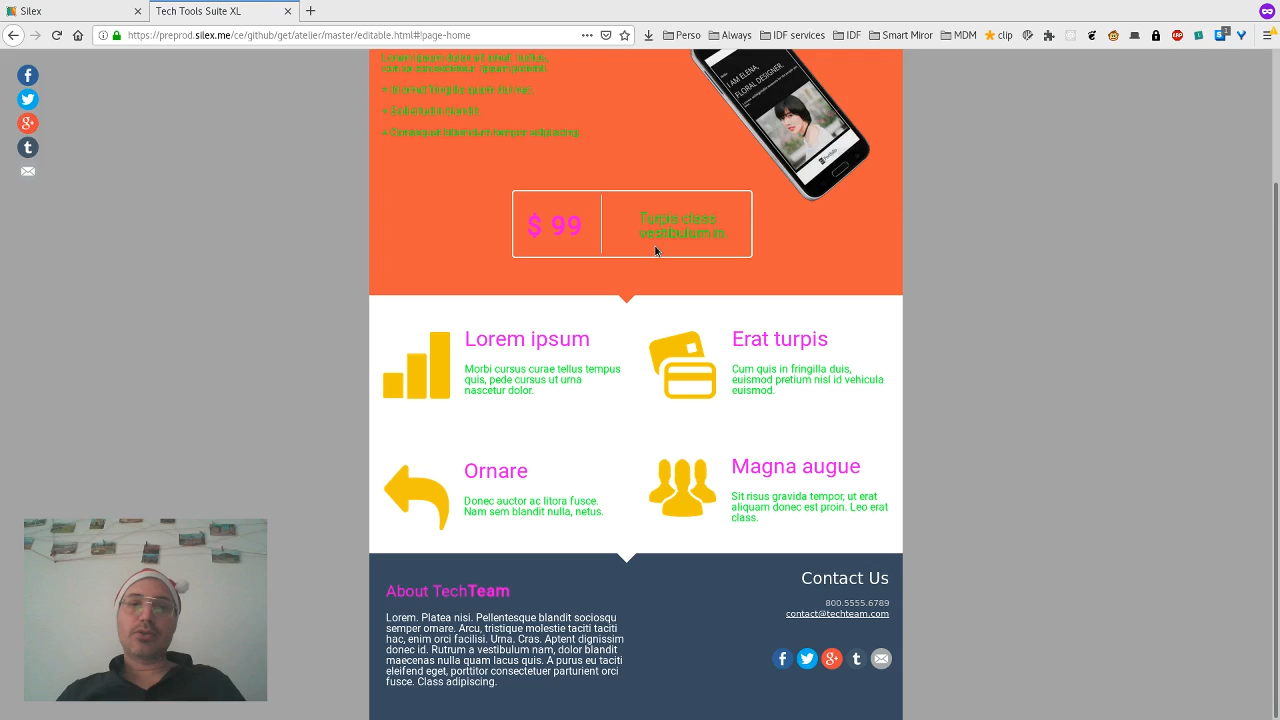 Silex
Tech Tools Suite XL
https://preprod.silex.me/ce/github/get/atelier/master/editable.html#!page-home
Perso
Always
IDF services
IDF
Smart Miror
MDM
clip
I AM ELENA,
FLORAL DESIGNER.
Portfolio
$ 99
Turpis class
vestibulum in.
Lorem ipsum
Morbi cursus curae tellus tempus
quis, pede cursus ut urna
nascetur dolor.
Erat turpis
Cum quis in fringilla duis,
euismod pretium nisl id vehicula
euismod.
Ornare
Donec auctor ac litora fusce.
Nam sem blandit nulla, netus.
Magna augue
Sit risus gravida tempor, ut erat
aliquam donec est proin. Leo erat
class.
About TechTeam
Lorem. Platea nisi. Pellentesque blandit sociosqu
semper ornare. Arcu, tristique molestie taciti taciti
hac, enim orci facilisi. Urna. Cras. Aptent dignissim
donec id. Rutrum a vestibulum nam, dolor blandit
maecenas nulla quam lacus quis. A purus eu taciti
eleifend eget, porttitor consectetuer parturient orci
fusce. Class adipiscing.
Contact Us
800.5555.6789
contact@techteam.com